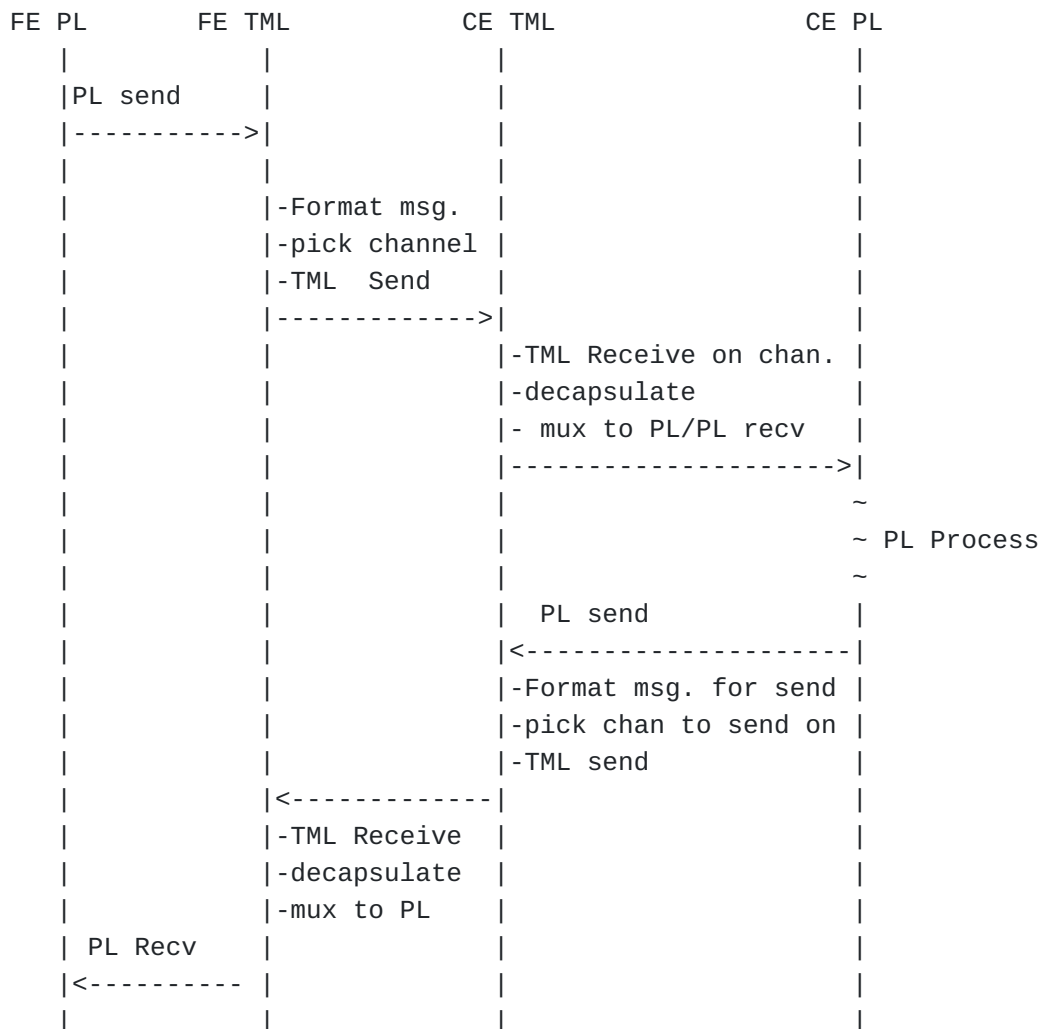 FE PL       FE TML           CE TML                CE PL
    |            |              |                      |
    |PL send     |              |                      |
    |----------->|              |                      |
    |            |              |                      |
    |            |-Format msg.  |                      |
    |            |-pick channel |                      |
    |            |-TML  Send    |                      |
    |            |------------->|                      |
    |            |              |-TML Receive on chan. |
    |            |              |-decapsulate          |
    |            |              |- mux to PL/PL recv   |
    |            |              |--------------------->|
    |            |              |                      ~
    |            |              |                      ~ PL Process
    |            |              |                      ~
    |            |              |  PL send             |
    |            |              |<---------------------|
    |            |              |-Format msg. for send |
    |            |              |-pick chan to send on |
    |            |              |-TML send             |
    |            |<-------------|                      |
    |            |-TML Receive  |                      |
    |            |-decapsulate  |                      |
    |            |-mux to PL    |                      |
    | PL Recv    |              |                      |
    |<---------- |              |                      |
    |            |              |                      |